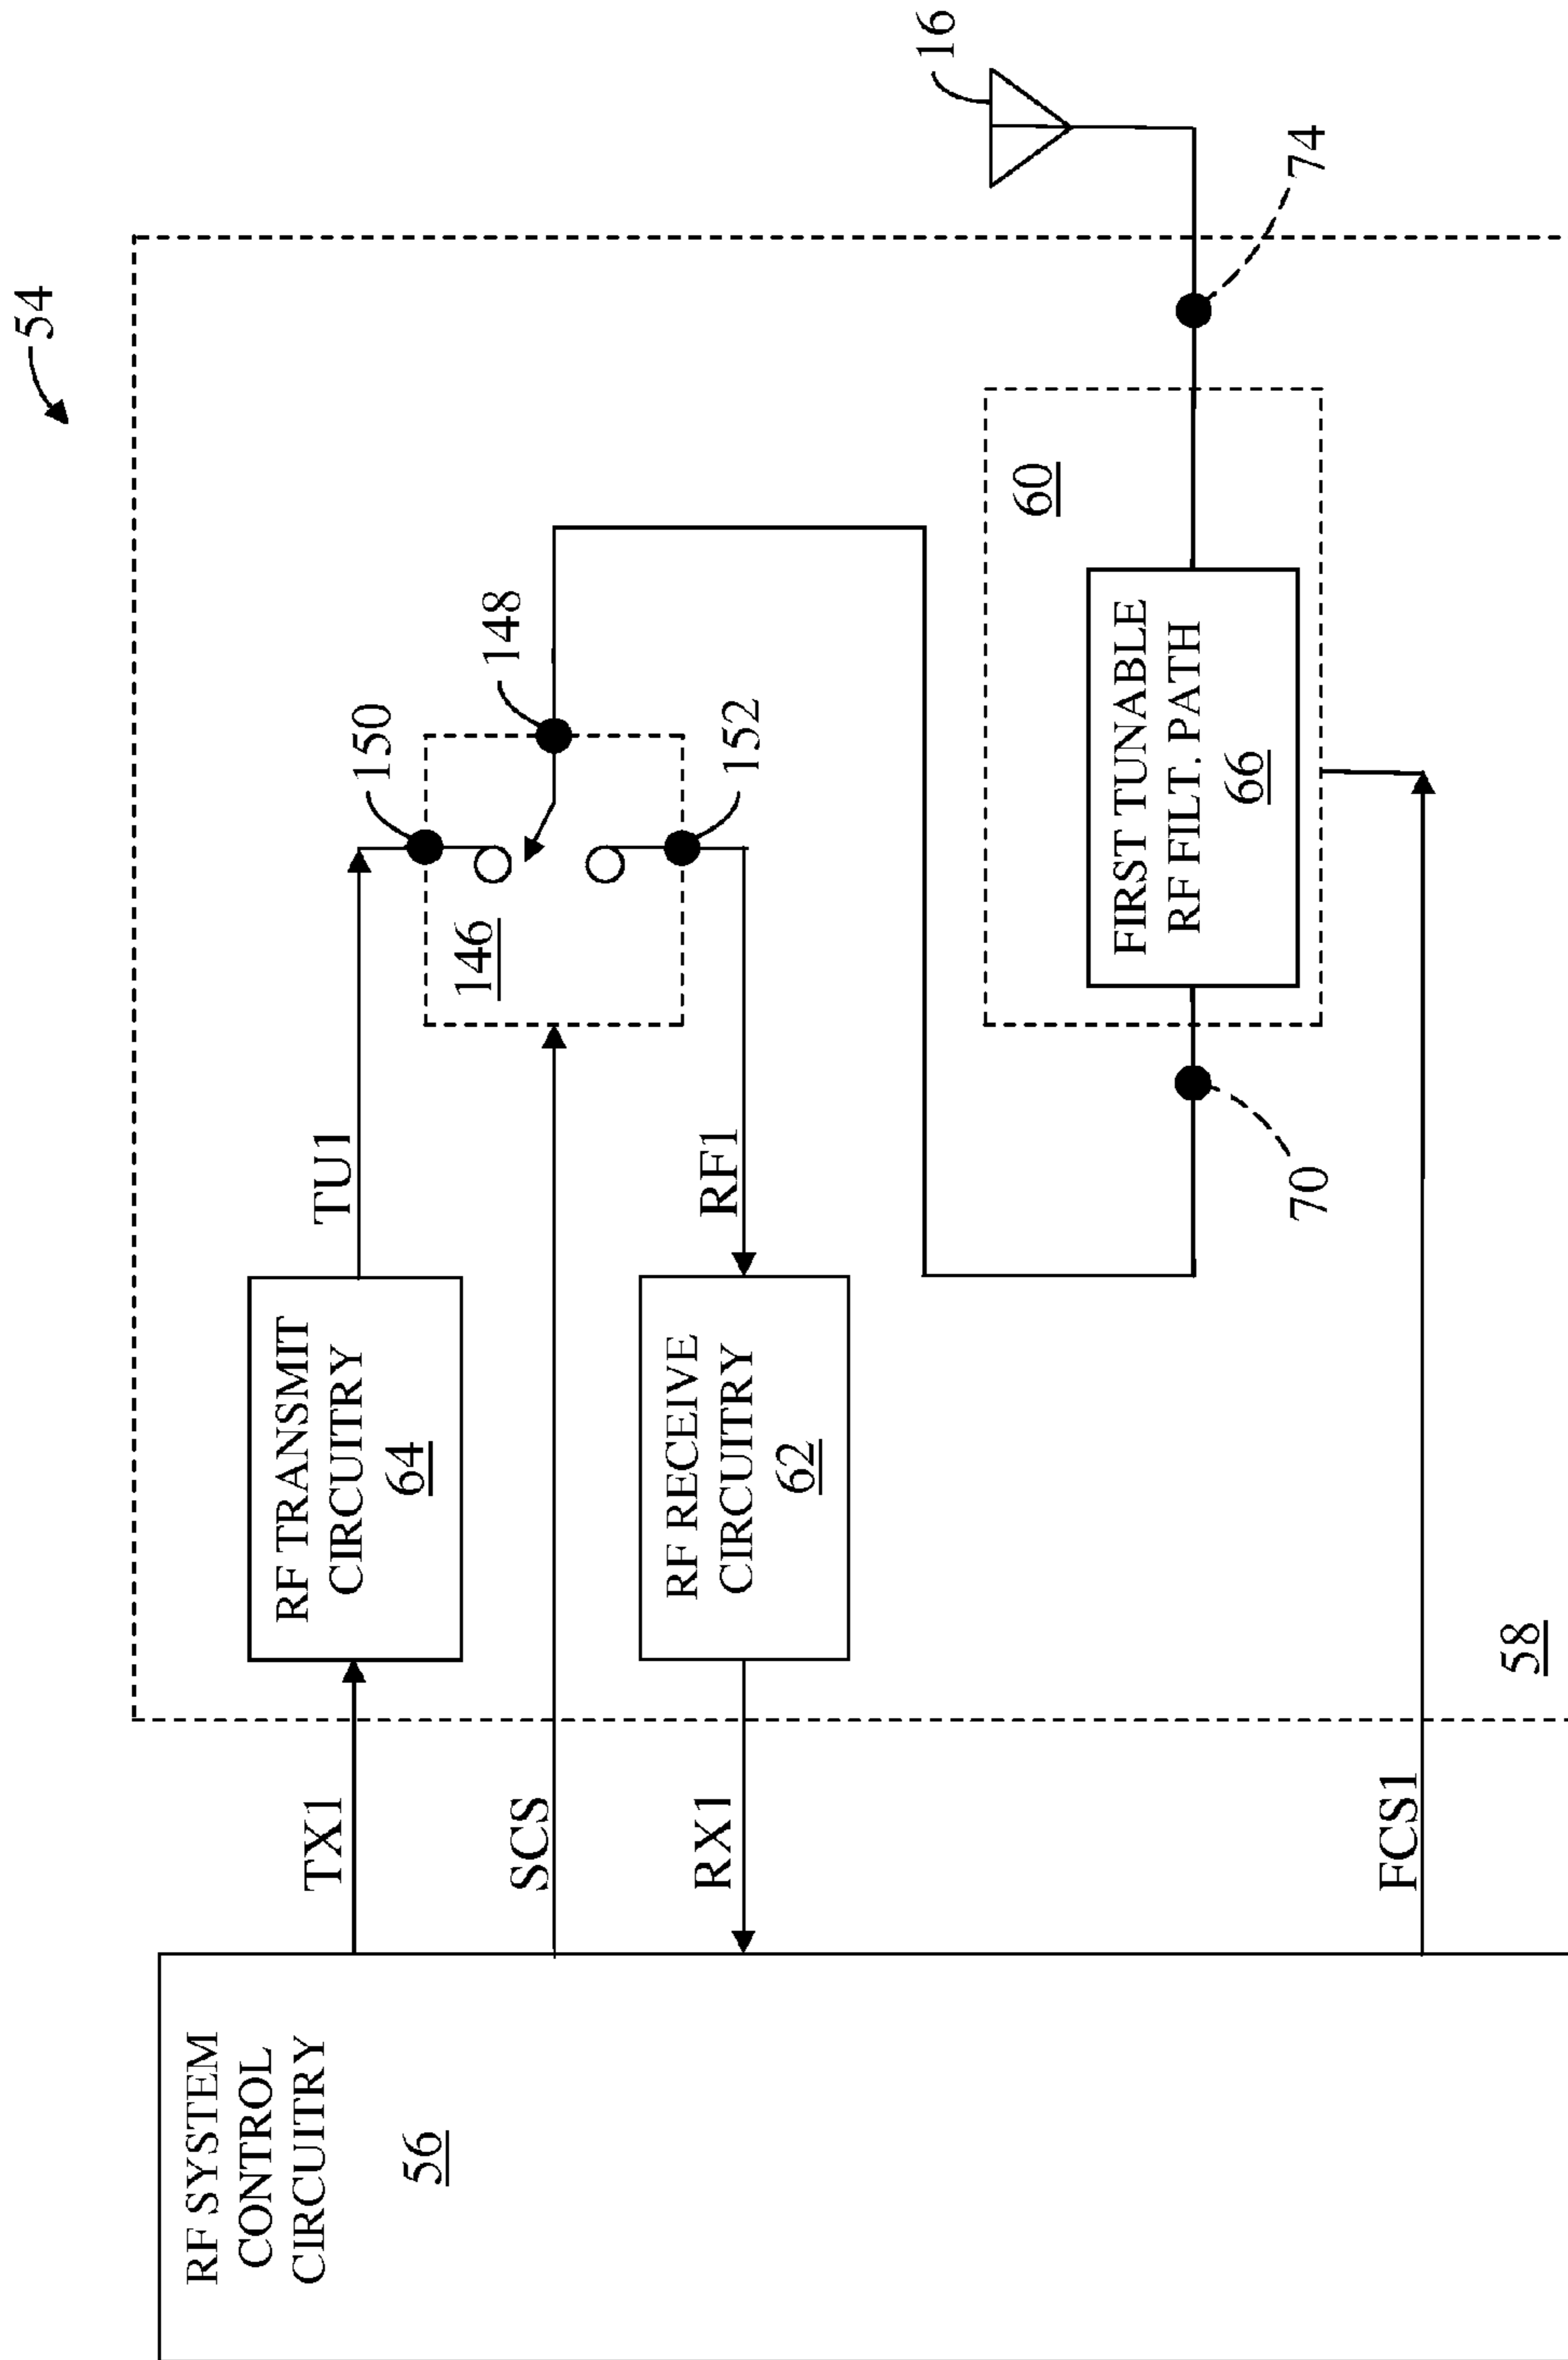 54
RF SYSTEM
CONTROL
CIRCUITRY
56
TX1
RF TRANSMIT
CIRCUITRY
64
TU1
150
148
146
152
SCS
RX1
RF RECEIVE
CIRCUITRY
62
RF1
16
60
FIRST TUNABLE
RF FILT. PATH
66
70
74
FCS1
58